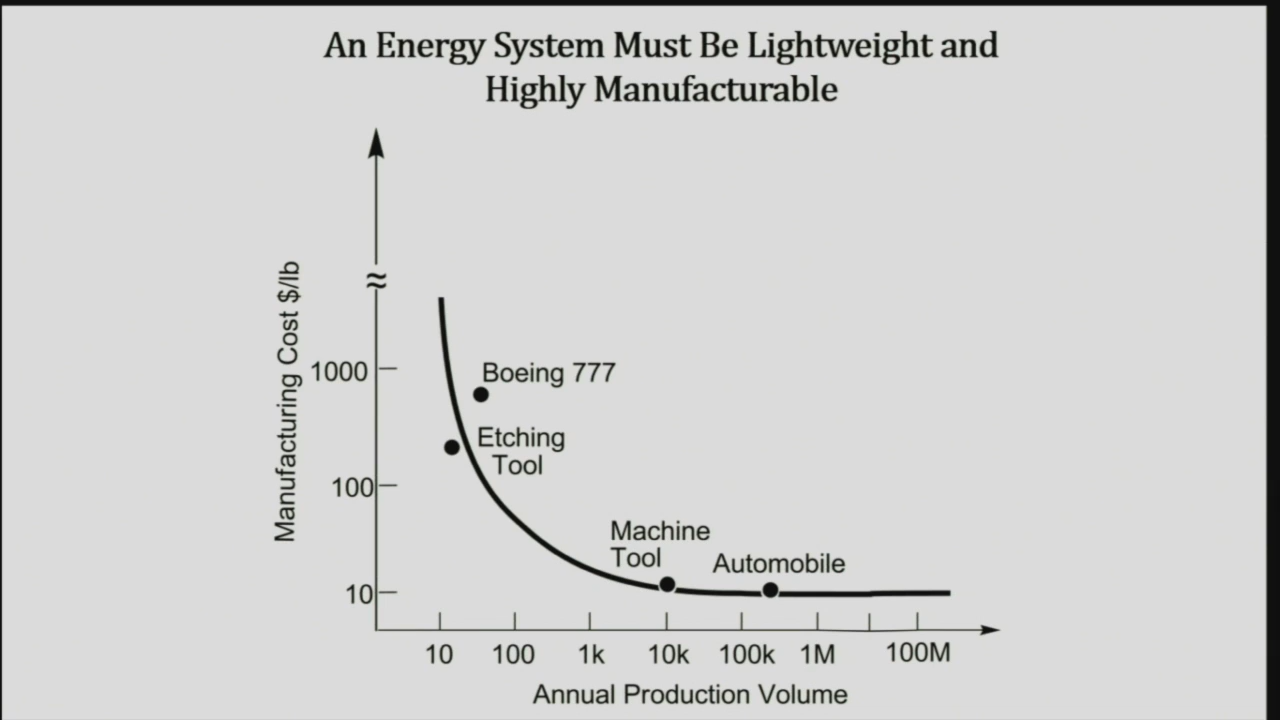 An Energy System Must Be Lightweight and
Highly Manufacturable
Manufacturing Cost $/lb
1000
100
10
Boeing 777
Etching
Tool
Machine
Tool
Automobile
10 100 1k 10k 100k 1M 100M
Annual Production Volume